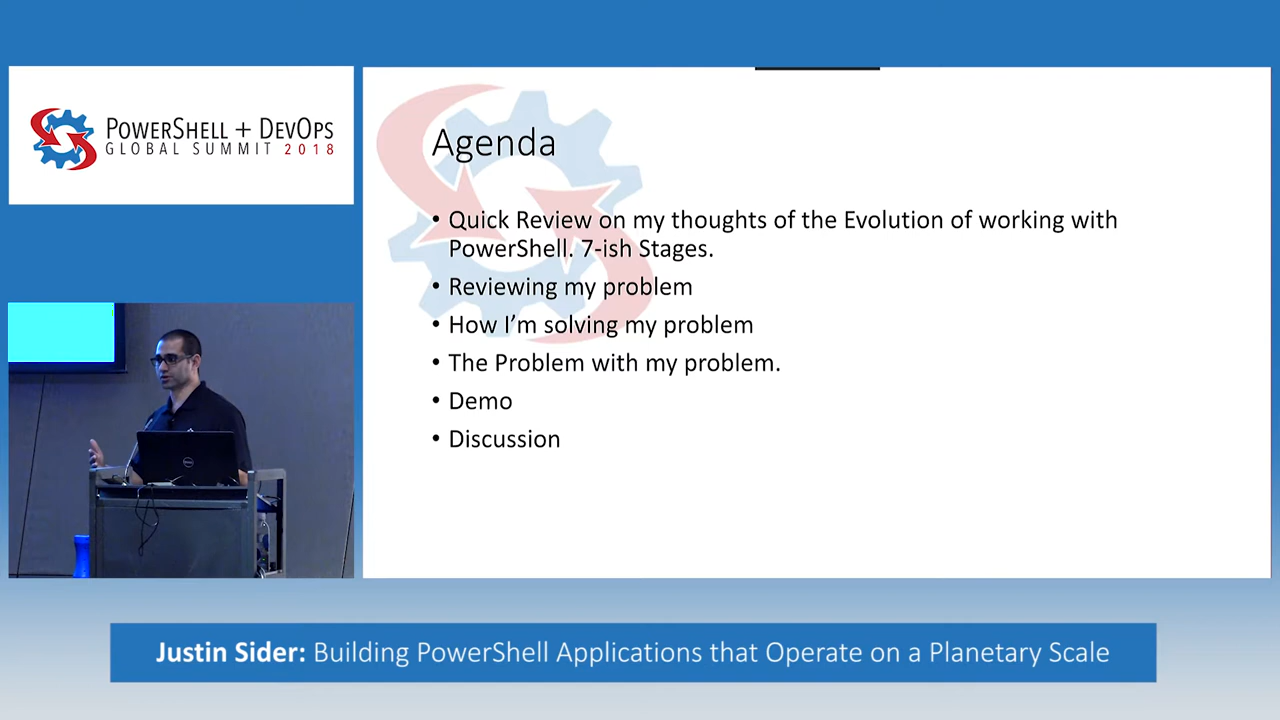 POWERSHELL + DEVOPS
GLOBAL SUMMIT 2018
Agenda
• Quick Review on my thoughts of the Evolution of working with
PowerShell. 7-ish Stages.
• Reviewing my problem
• How I’m solving my problem
• The Problem with my problem.
• Demo
• Discussion
DELL
Justin Sider: Building PowerShell Applications that Operate on a Planetary Scale